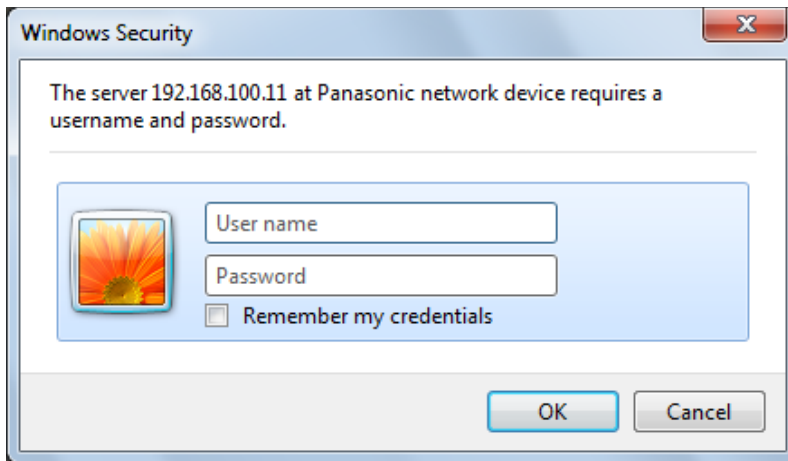 Windows Security
The server 192.168.100.11 at Panasonic network device requires a
username and password.
User name
Password
Remember my credentials
OK
Cancel